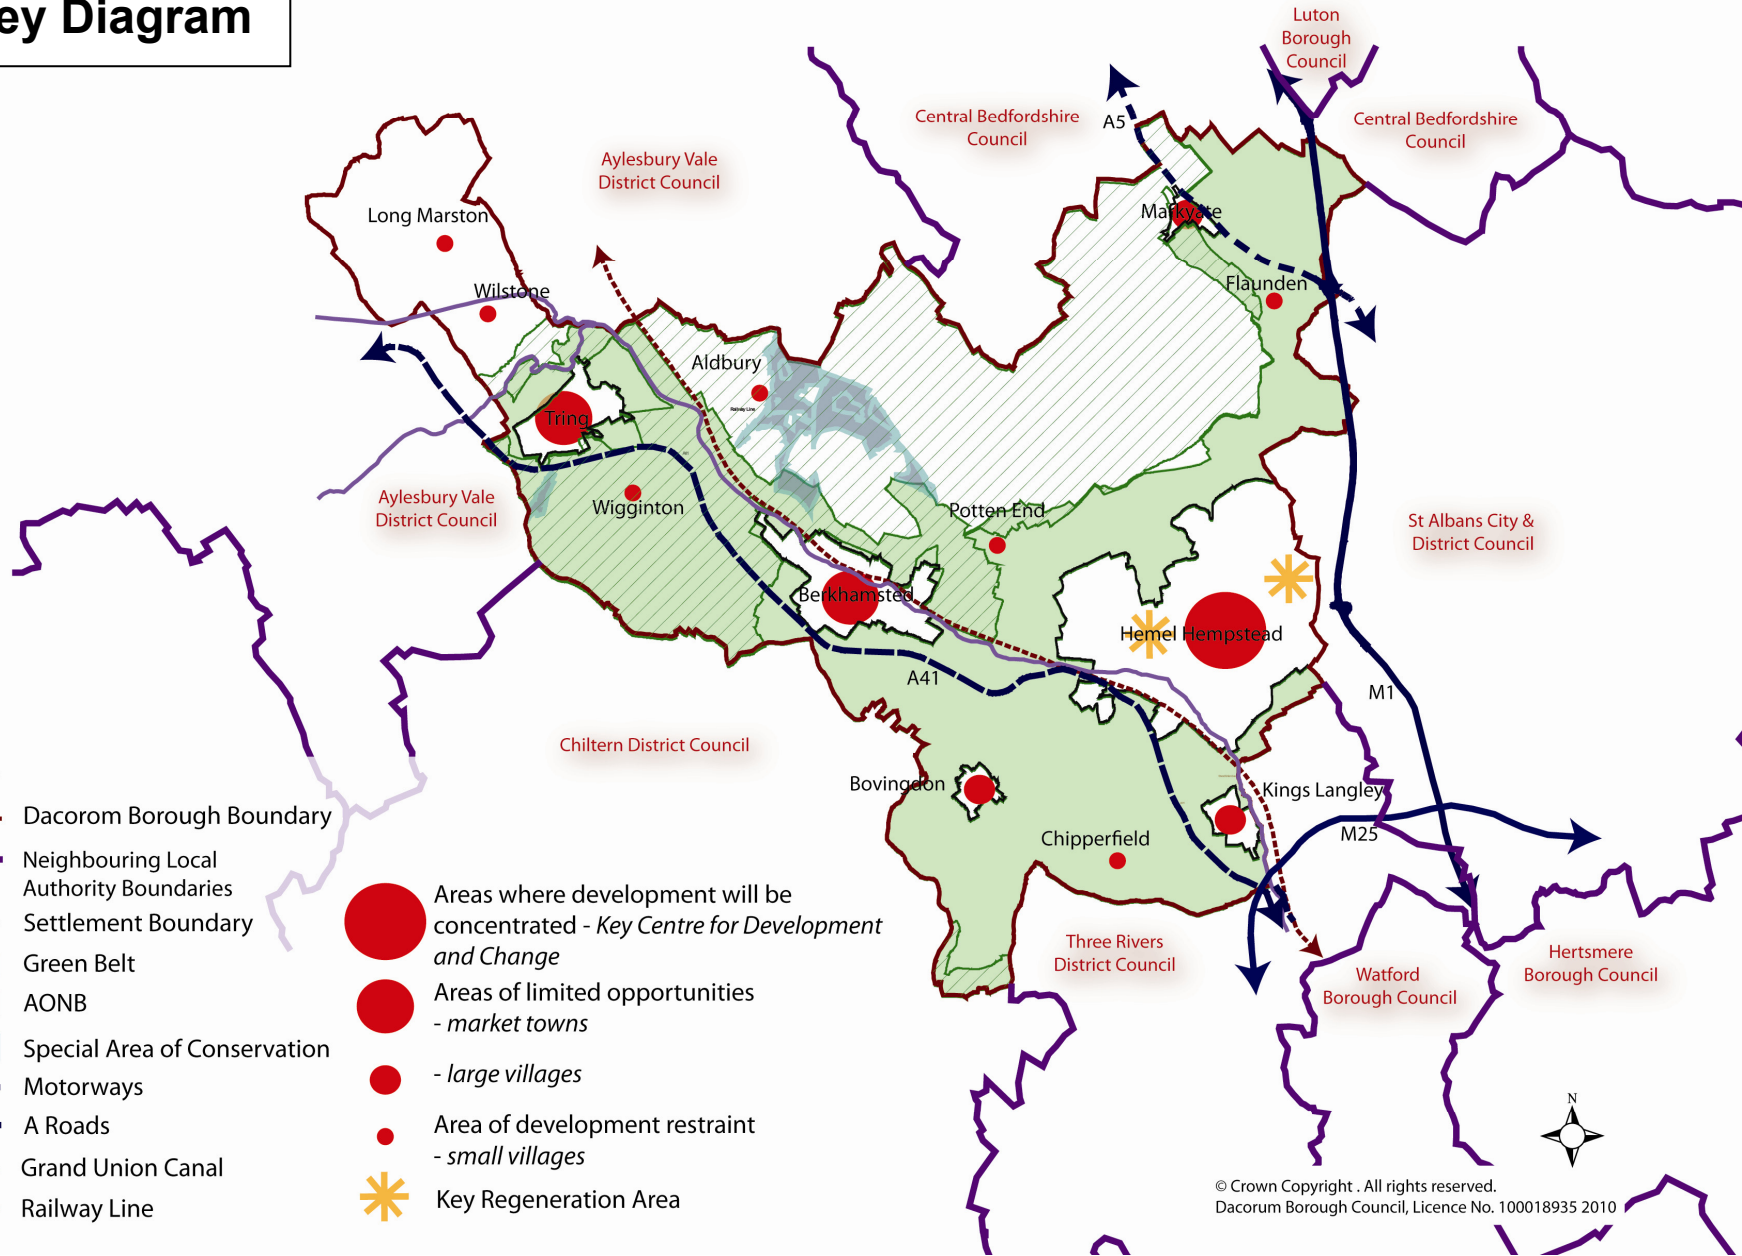 ey Diagram
Luton
Borough
Council
Central Bedfordshire
Council
A5
Central Bedfordshire
Council
Aylesbury Vale
District Council
Long Marston
Markyate
Wilstone
Flaunden
Aldbury
Railway Line
Tring
Aylesbury Vale
District Council
Wigginton
Potten End
St Albans City &
District Council
Berkhamsted
Hemel Hempstead
A41
M1
Chiltern District Council
Bovingdon
Kings Langley
M25
Chipperfield
Three Rivers
District Council
Watford
Borough Council
Hertsmere
Borough Council
Dacorom Borough Boundary
Neighbouring Local
Authority Boundaries
Settlement Boundary
Green Belt
AONB
Special Area of Conservation
Motorways
A Roads
Grand Union Canal
Railway Line
Areas where development will be
concentrated - Key Centre for Development
and Change
Areas of limited opportunities
- market towns
- large villages
Area of development restraint
- small villages
Key Regeneration Area
N
© Crown Copyright . All rights reserved.
Dacorum Borough Council, Licence No. 100018935 2010